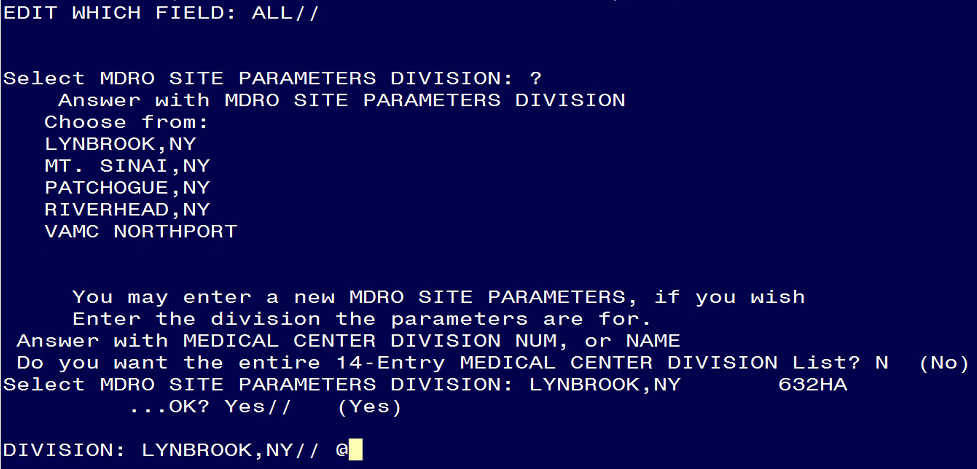 EDIT WHICH FIELD: ALL//
Select MDRO SITE PARAMETERS DIVISION: ?
Answer with MDRO SITE PARAMETERS DIVISION
Choose from:
LYNBROOK,NY
MT. SINAI,NY
PATCHOGUE,NY
RIVERHEAD,NY
VAMC NORTHPORT
You may enter a new MDRO SITE PARAMETERS, if you wish
Enter the division the parameters are for.
Answer with MEDICAL CENTER DIVISION NUM, or NAME
Do you want the entire 14-Entry MEDICAL CENTER DIVISION List? N (No)
Select MDRO SITE PARAMETERS DIVISION: LYNBROOK,NY 632HA
...OK? Yes// (Yes)
DIVISION: LYNBROOK,NY// @